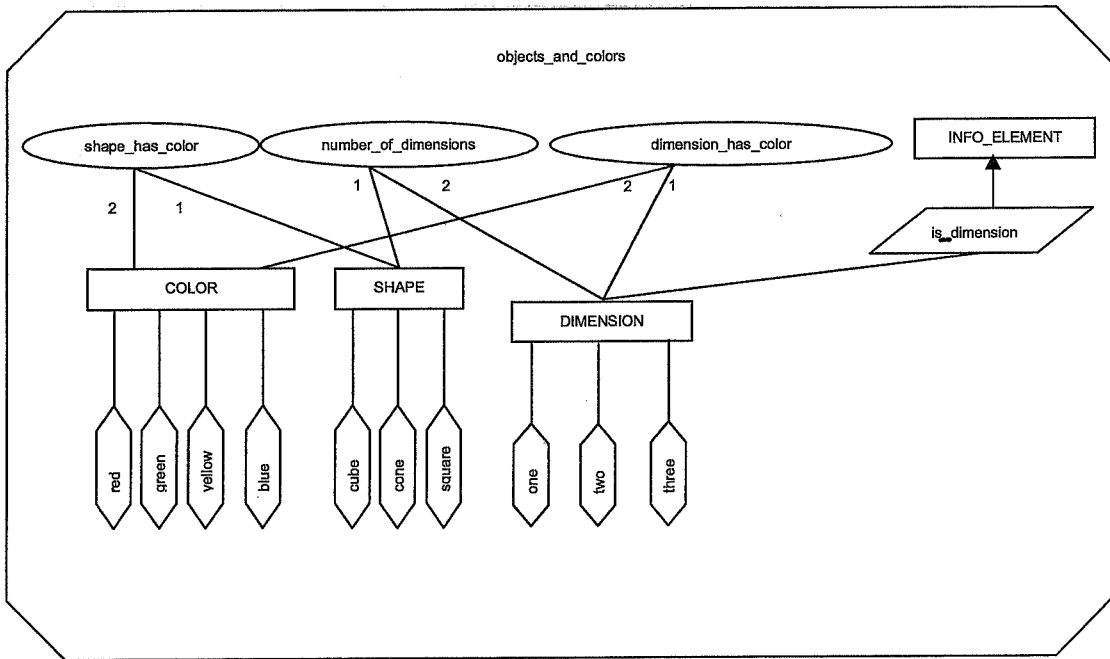 objects_and_colors
shape_has_color
number_of_dimensions
dimension_has_color
INFO_ELEMENT
2
1
1
2
2
1
is_dimension
COLOR
SHAPE
DIMENSION
red
green
yellow
blue
cube
cone
square
one
two
three